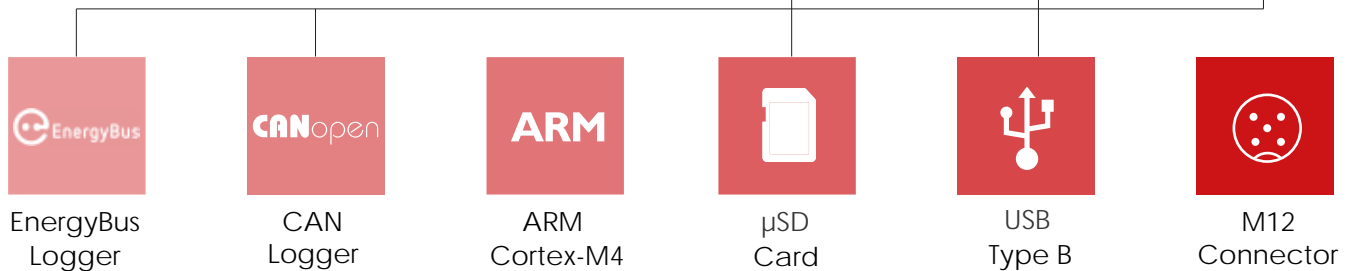 EnergyBus
CANopen
ARM
EnergyBus
Logger
CAN
Logger
ARM
Cortex-M4
µSD
Card
USB
Type B
M12
Connector